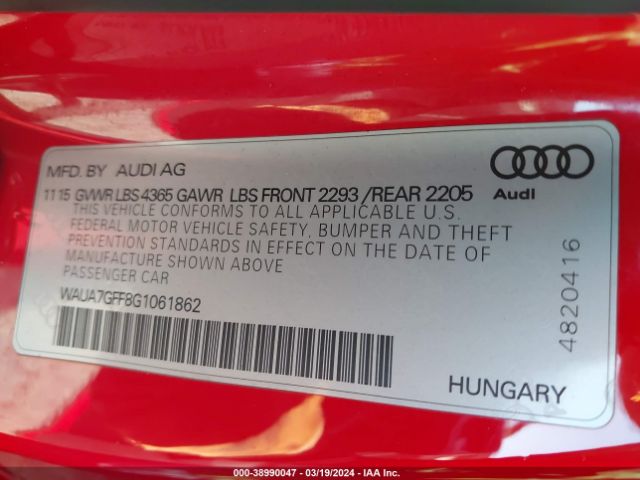 MFD. BY AUDI AG
11 15 GVWR LBS 4365 GAWR LBS FRONT 2293 /REAR 2205
THIS VEHICLE CONFORMS TO ALL APPLICABLE U.S.
FEDERAL MOTOR VEHICLE SAFETY, BUMPER AND THEFT
PREVENTION STANDARDS IN EFFECT ON THE DATE OF
MANUFACTURE SHOWN ABOVE
PASSENGER CAR
WAUA7GFF8G1061862
Audi
4820416
HUNGARY
000-38990047 — 03/19/2024 — IAA Inc.